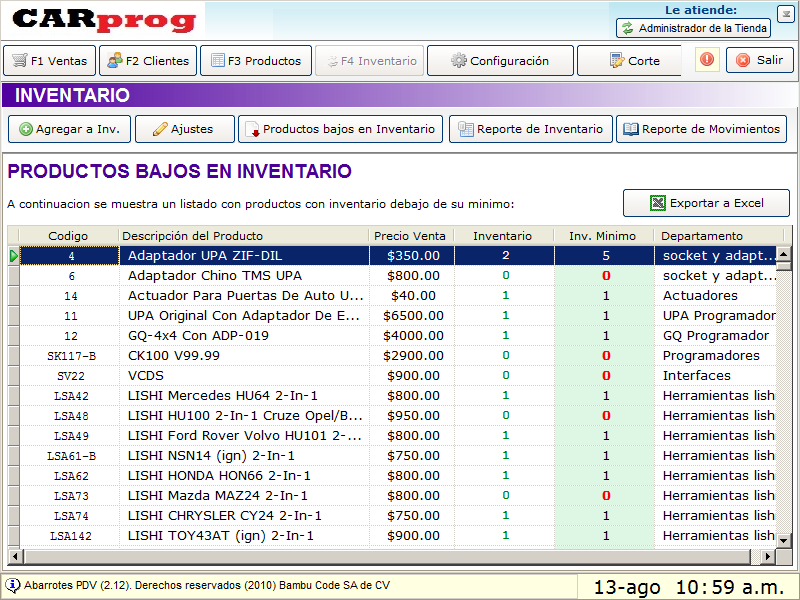 CARprog
Le atiende:
Administrador de la Tienda
F1 Ventas F2 Clientes F3 Productos F4 Inventario Configuración Corte Salir
INVENTARIO
Agregar a Inv. Ajustes Productos bajos en Inventario Reporte de Inventario Reporte de Movimientos
PRODUCTOS BAJOS EN INVENTARIO
A continuacion se muestra un listado con productos con inventario debajo de su minimo:
Exportar a Excel
Codigo Descripción del Producto Precio Venta Inventario Inv. Minimo Departamento
4 Adaptador UPA ZIF-DIL $350.00 2 5 socket y adapt...
6 Adaptador Chino TMS UPA $800.00 0 0 socket y adapt...
14 Actuador Para Puertas De Auto U... $40.00 1 1 Actuadores
11 UPA Original Con Adaptador De E... $6500.00 1 1 UPA Programador
12 GQ-4x4 Con ADP-019 $4000.00 1 1 GQ Programador
SK117-B CK100 V99.99 $2900.00 0 0 Programadores
SV22 VCDS $900.00 0 0 Interfaces
LSA42 LISHI Mercedes HU64 2-In-1 $800.00 1 1 Herramientas lish
LSA48 LISHI HU100 2-In-1 Cruze Opel/B... $950.00 0 0 Herramientas lish
LSA49 LISHI Ford Rover Volvo HU101 2-... $800.00 1 1 Herramientas lish
LSA61-B LISHI NSN14 (ign) 2-In-1 $750.00 1 1 Herramientas lish
LSA62 LISHI HONDA HON66 2-In-1 $800.00 1 1 Herramientas lish
LSA73 LISHI Mazda MAZ24 2-In-1 $800.00 0 0 Herramientas lish
LSA74 LISHI CHRYSLER CY24 2-In-1 $750.00 1 1 Herramientas lish
LSA142 LISHI TOY43AT (ign) 2-In-1 $900.00 1 1 Herramientas lish
Abarrotes PDV (2.12). Derechos reservados (2010) Bambu Code SA de CV
13-ago 10:59 a.m.